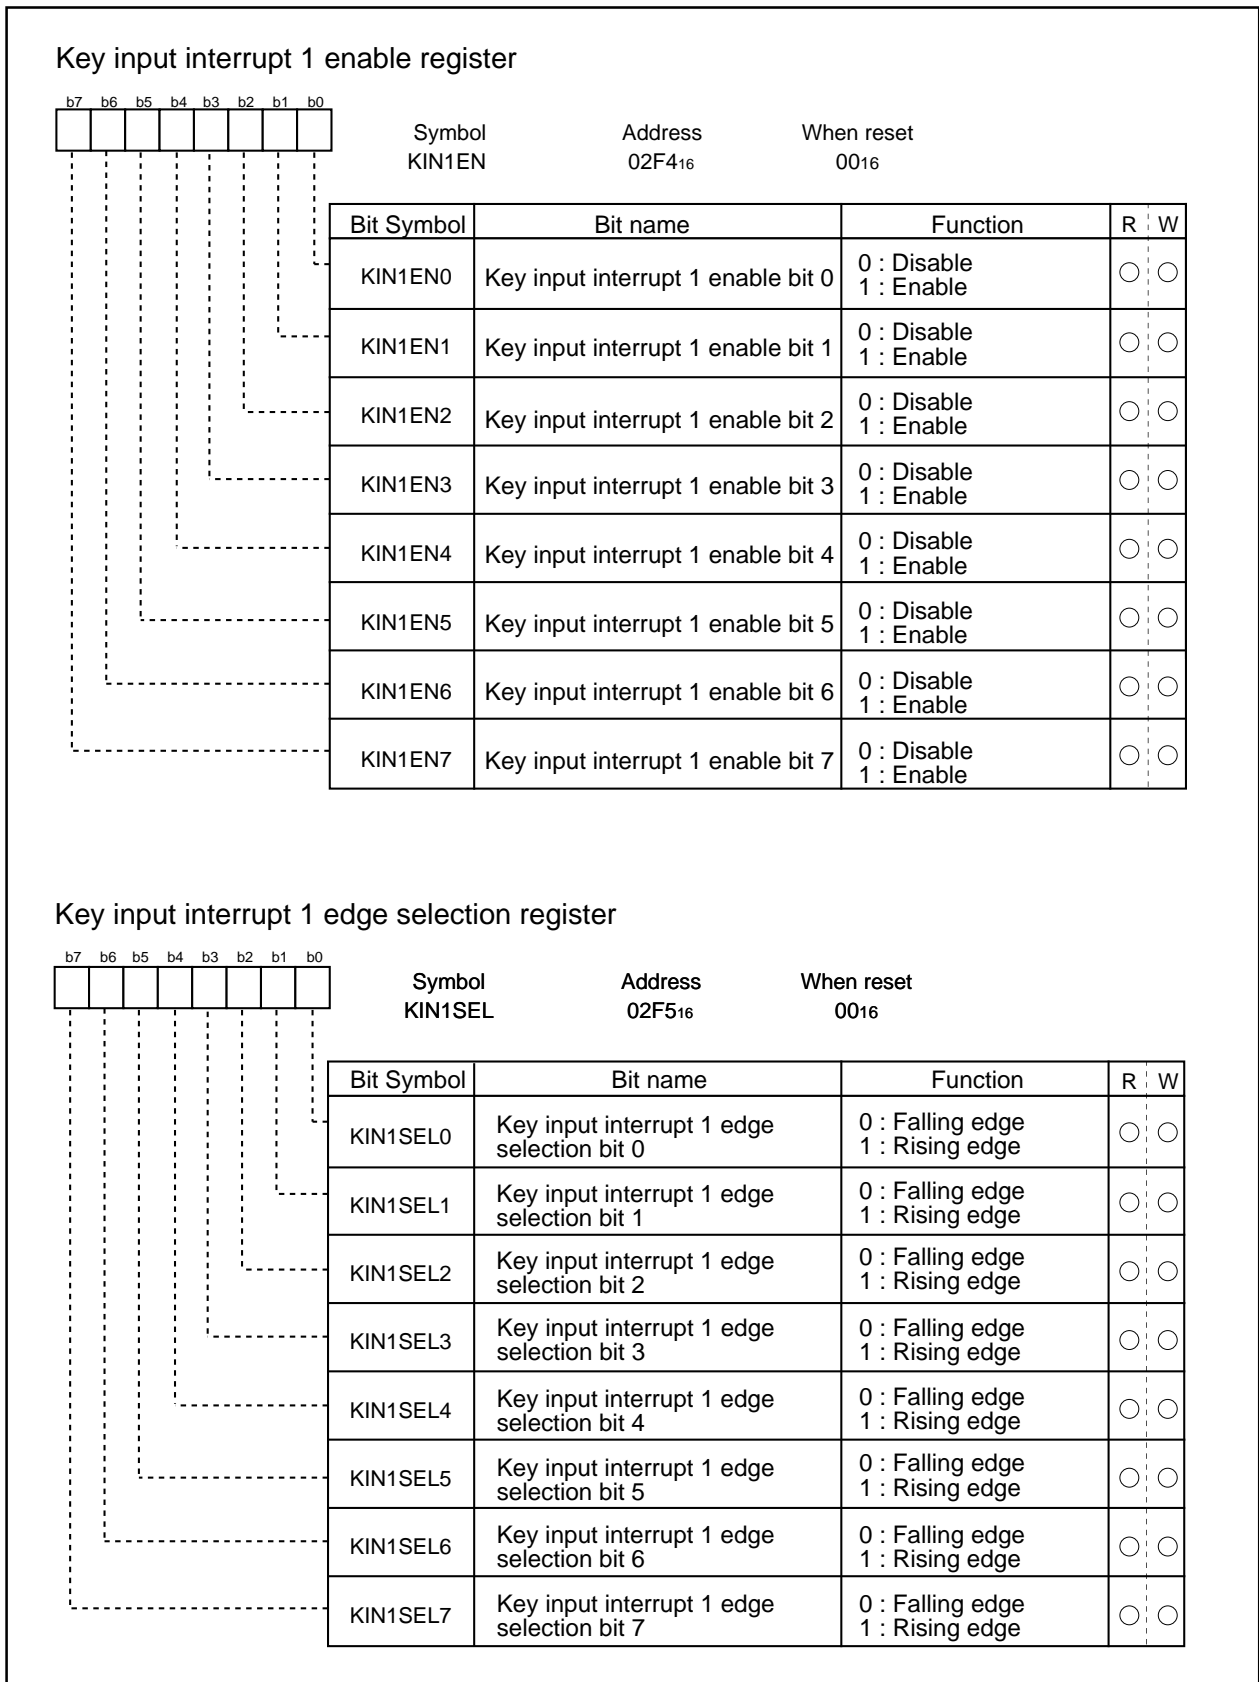 Key input interrupt 1 enable register
b7 b6 b5 b4 b3 b2 b1 b0
Symbol Address When reset
KIN1EN 02F416 0016
Bit Symbol Bit name Function R W
KIN1EN0 Key input interrupt 1 enable bit 0 0 : Disable
1 : Enable
KIN1EN1 Key input interrupt 1 enable bit 1 0 : Disable
1 : Enable
KIN1EN2 Key input interrupt 1 enable bit 2 0 : Disable
1 : Enable
KIN1EN3 Key input interrupt 1 enable bit 3 0 : Disable
1 : Enable
KIN1EN4 Key input interrupt 1 enable bit 4 0 : Disable
1 : Enable
KIN1EN5 Key input interrupt 1 enable bit 5 0 : Disable
1 : Enable
KIN1EN6 Key input interrupt 1 enable bit 6 0 : Disable
1 : Enable
KIN1EN7 Key input interrupt 1 enable bit 7 0 : Disable
1 : Enable
Key input interrupt 1 edge selection register
b7 b6 b5 b4 b3 b2 b1 b0
Symbol Address When reset
KIN1SEL 02F516 0016
Bit Symbol Bit name Function R W
KIN1SEL0 Key input interrupt 1 edge 0 : Falling edge
selection bit 0 1 : Rising edge
KIN1SEL1 Key input interrupt 1 edge 0 : Falling edge
selection bit 1 1 : Rising edge
KIN1SEL2 Key input interrupt 1 edge 0 : Falling edge
selection bit 2 1 : Rising edge
KIN1SEL3 Key input interrupt 1 edge 0 : Falling edge
selection bit 3 1 : Rising edge
KIN1SEL4 Key input interrupt 1 edge 0 : Falling edge
selection bit 4 1 : Rising edge
KIN1SEL5 Key input interrupt 1 edge 0 : Falling edge
selection bit 5 1 : Rising edge
KIN1SEL6 Key input interrupt 1 edge 0 : Falling edge
selection bit 6 1 : Rising edge
KIN1SEL7 Key input interrupt 1 edge 0 : Falling edge
selection bit 7 1 : Rising edge